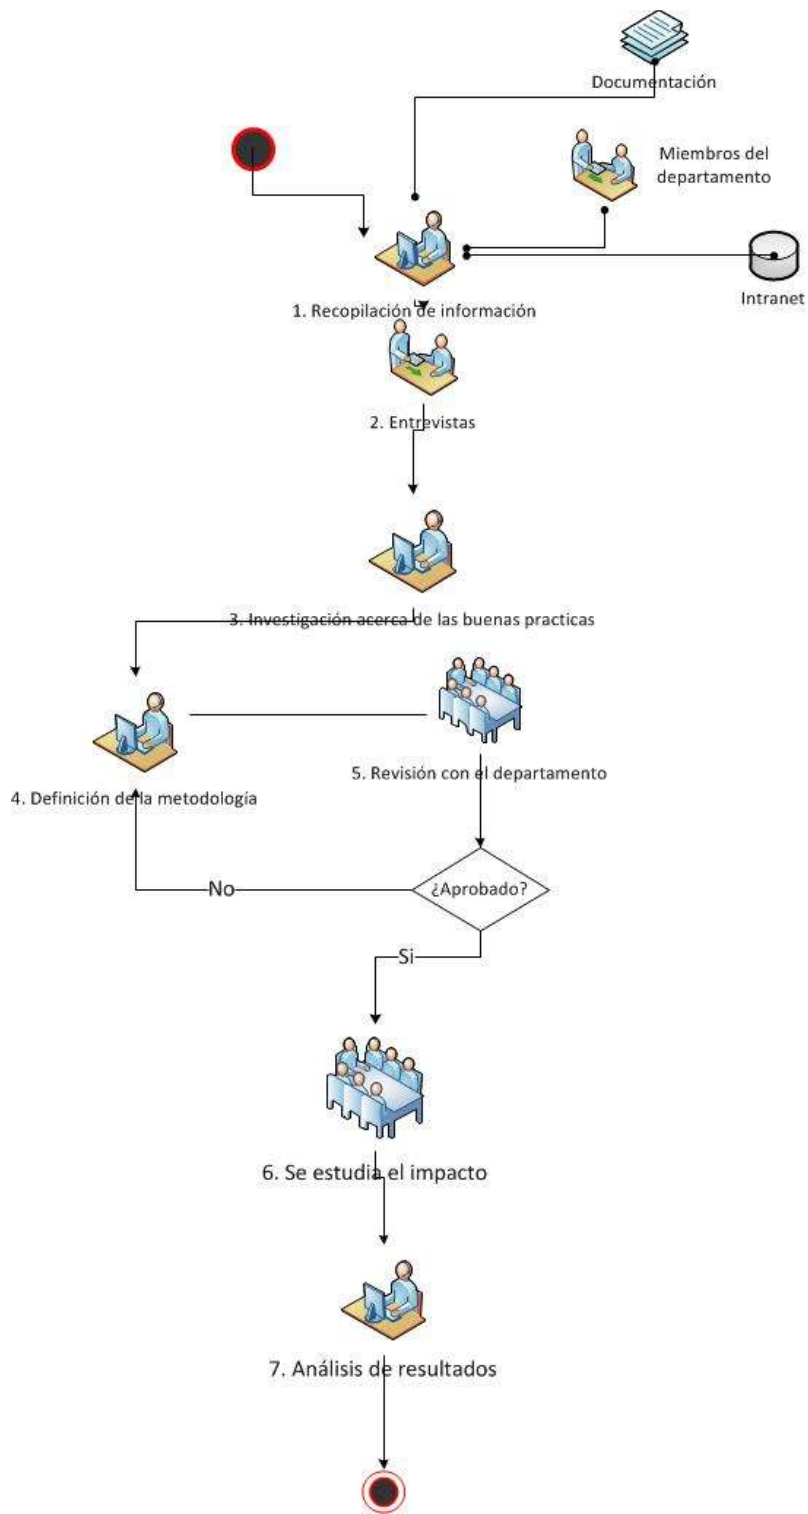 Documentación
Miembros del
departamento
Intranet
1. Recopilación de información
2. Entrevistas
3. Investigación acerca de las buenas practicas
5. Revisión con el departamento
4. Definición de la metodología
¿Aprobado?
No
Si
6. Se estudia el impacto
7. Análisis de resultados